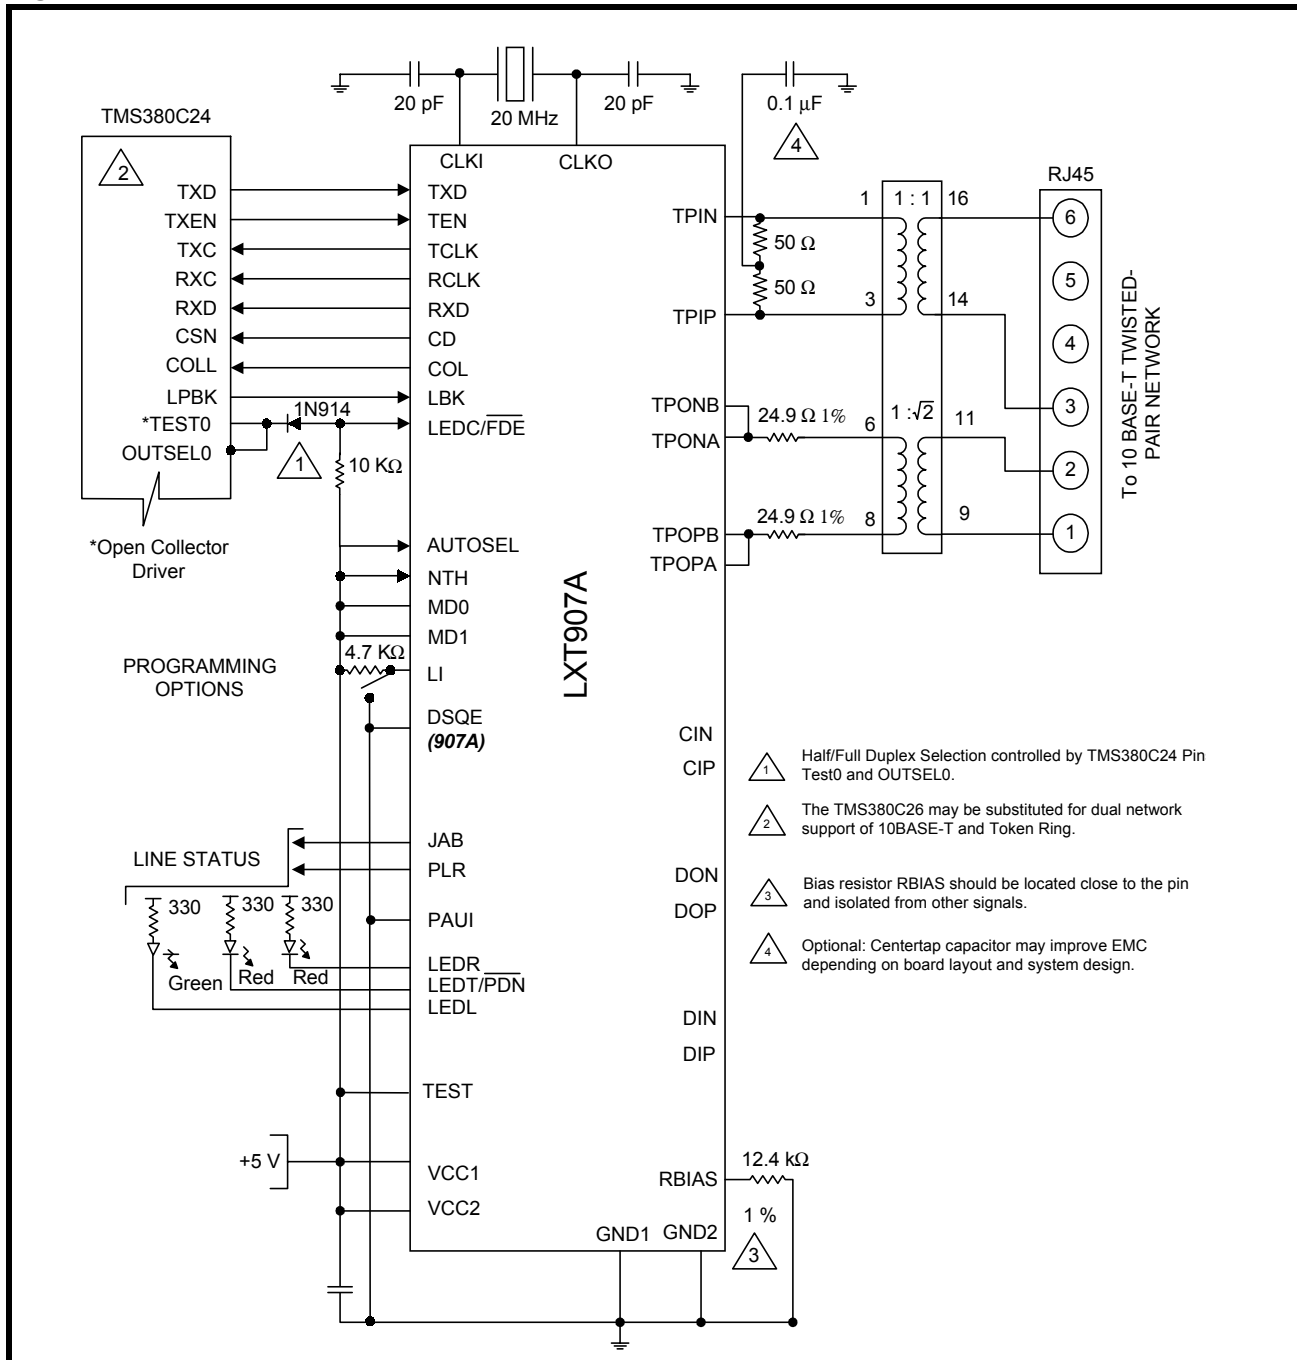 20 pF
20 MHz
20 pF
0.1 µF
4
TMS380C24
2
TXD
TXEN
TXC
RXC
RXD
CSN
COLL
LPBK
*TEST0
OUTSEL0
*Open Collector
Driver
1N914
1
10 KΩ
CLKI
CLKO
TXD
TEN
TCLK
RCLK
RXD
CD
COL
LBK
LEDC/FDE
AUTOSEL
NTH
MD0
MD1
4.7 KΩ
LI
DSQE
(907A)
PROGRAMMING
OPTIONS
JAB
PLR
LINE STATUS
PAUI
330
330
330
Green
Red
Red
LEDR
LEDT/PDN
LEDL
TEST
+5 V
VCC1
VCC2
LXT907A
TPIN
50 Ω
50 Ω
TPIP
TPONB
TPONA
24.9 Ω 1%
TPOPB
TPOPA
24.9 Ω 1%
1
1 : 1
16
3
14
6
1 :√2
11
8
9
RJ45
6
5
4
3
2
1
To 10 BASE-T TWISTED-
PAIR NETWORK
CIN
CIP
DON
DOP
DIN
DIP
RBIAS
12.4 kΩ
1 %
3
GND1
GND2
1
Half/Full Duplex Selection controlled by TMS380C24 Pin
Test0 and OUTSEL0.
2
The TMS380C26 may be substituted for dual network
support of 10BASE-T and Token Ring.
3
Bias resistor RBIAS should be located close to the pin
and isolated from other signals.
4
Optional: Centertap capacitor may improve EMC
depending on board layout and system design.